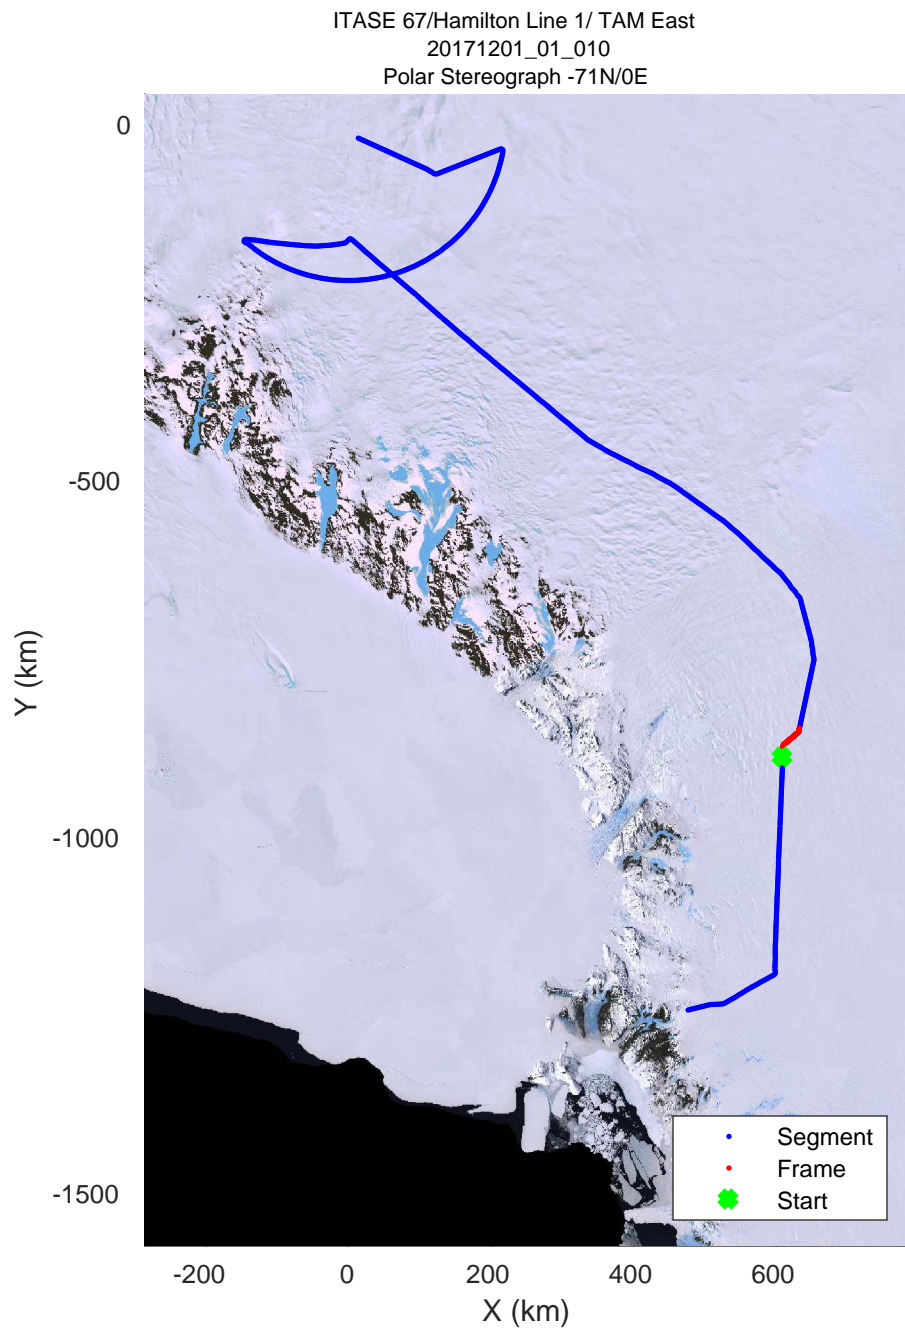 ITASE 67/Hamilton Line 1/ TAM East
20171201_01_010
Polar Stereograph -71N/0E
0
-500
-1000
-1500
Y (km)
-200
0
200
400
600
X (km)
Segment
Frame
Start